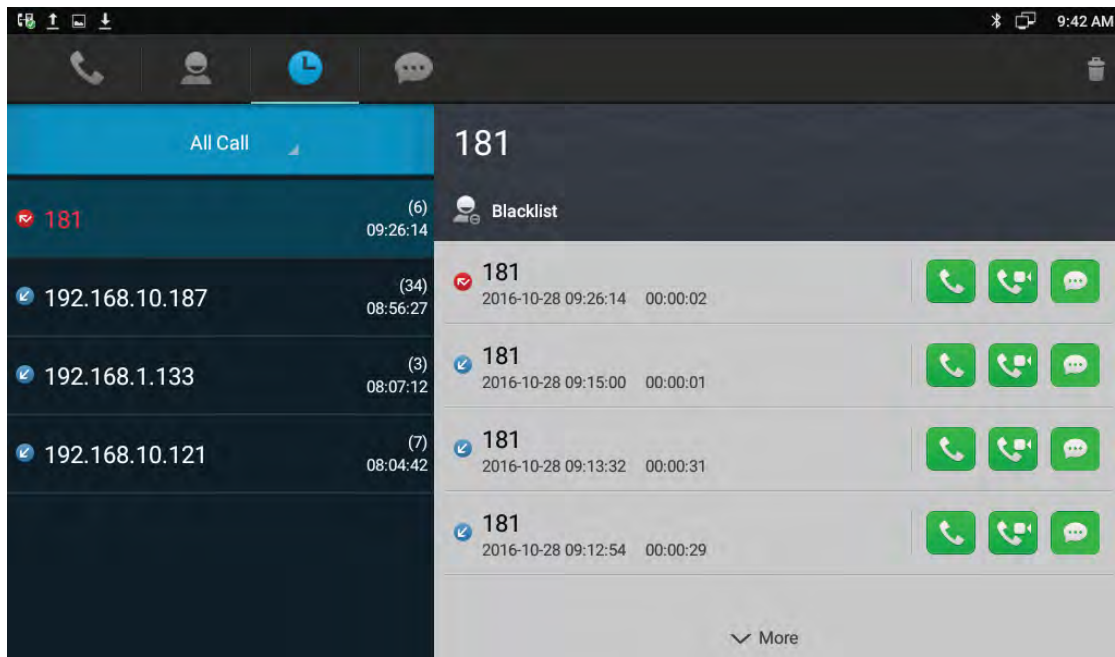 9:42 AM
All Call
181
(6)
09:26:14
192.168.10.187
(34)
08:56:27
192.168.1.133
(3)
08:07:12
192.168.10.121
(7)
08:04:42
181
Blacklist
181
2016-10-28 09:26:14 00:00:02
181
2016-10-28 09:15:00 00:00:01
181
2016-10-28 09:13:32 00:00:31
181
2016-10-28 09:12:54 00:00:29
More